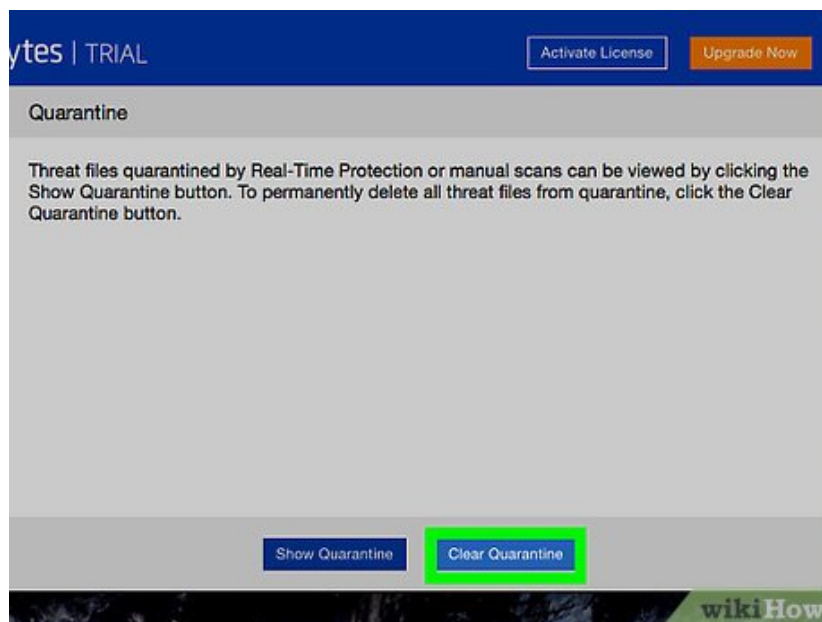 ytes | TRIAL
Activate License
Upgrade Now
Quarantine
Threat files quarantined by Real-Time Protection or manual scans can be viewed by clicking the
Show Quarantine button. To permanently delete all threat files from quarantine, click the Clear
Quarantine button.
Show Quarantine
Clear Quarantine
wikiHow